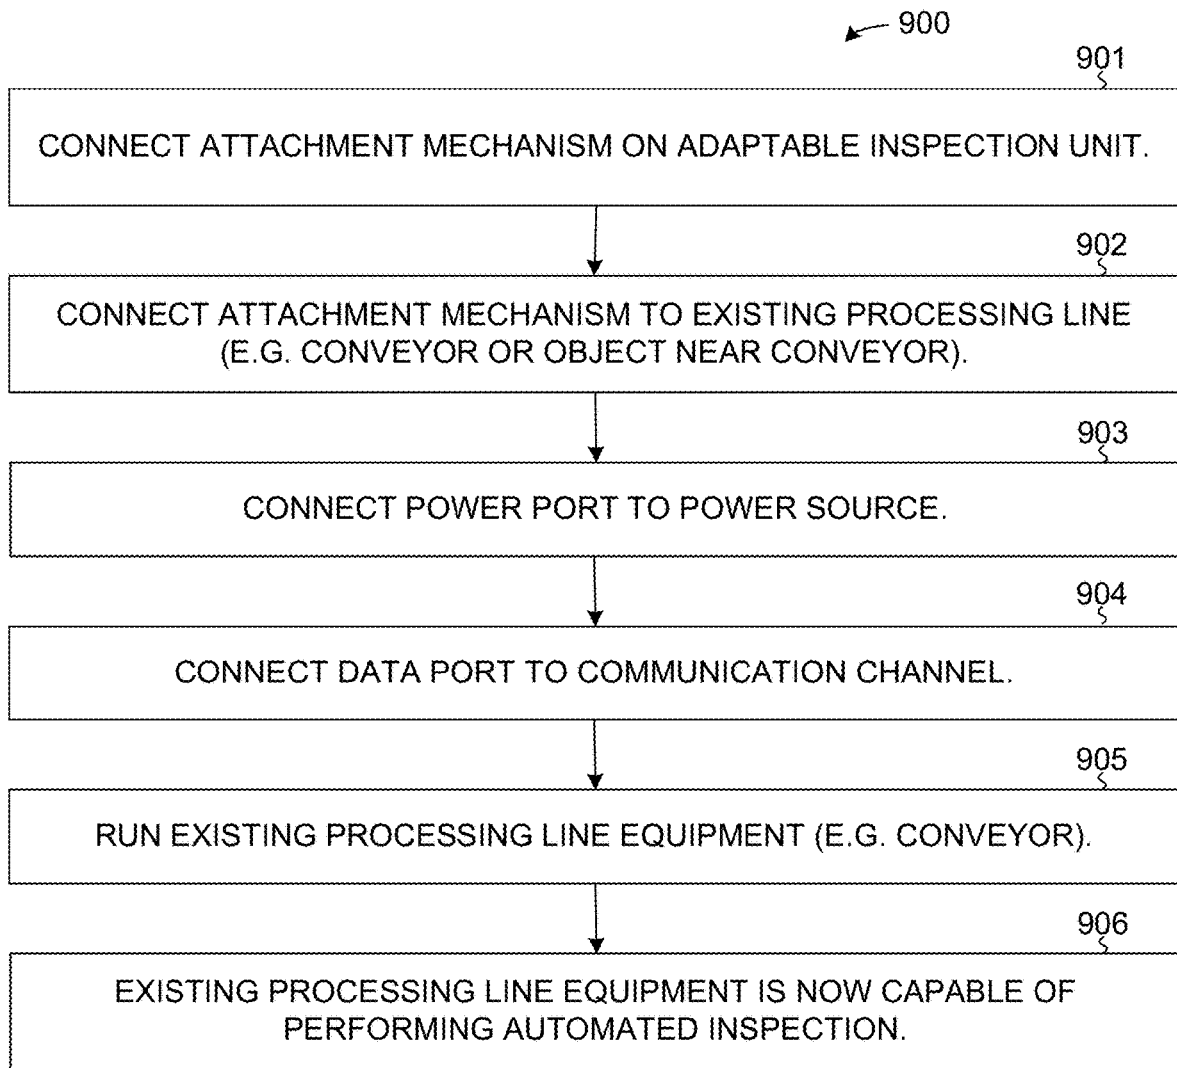 900
901
CONNECT ATTACHMENT MECHANISM ON ADAPTABLE INSPECTION UNIT.
902
CONNECT ATTACHMENT MECHANISM TO EXISTING PROCESSING LINE
(E.G. CONVEYOR OR OBJECT NEAR CONVEYOR).
903
CONNECT POWER PORT TO POWER SOURCE.
904
CONNECT DATA PORT TO COMMUNICATION CHANNEL.
905
RUN EXISTING PROCESSING LINE EQUIPMENT (E.G. CONVEYOR).
906
EXISTING PROCESSING LINE EQUIPMENT IS NOW CAPABLE OF
PERFORMING AUTOMATED INSPECTION.